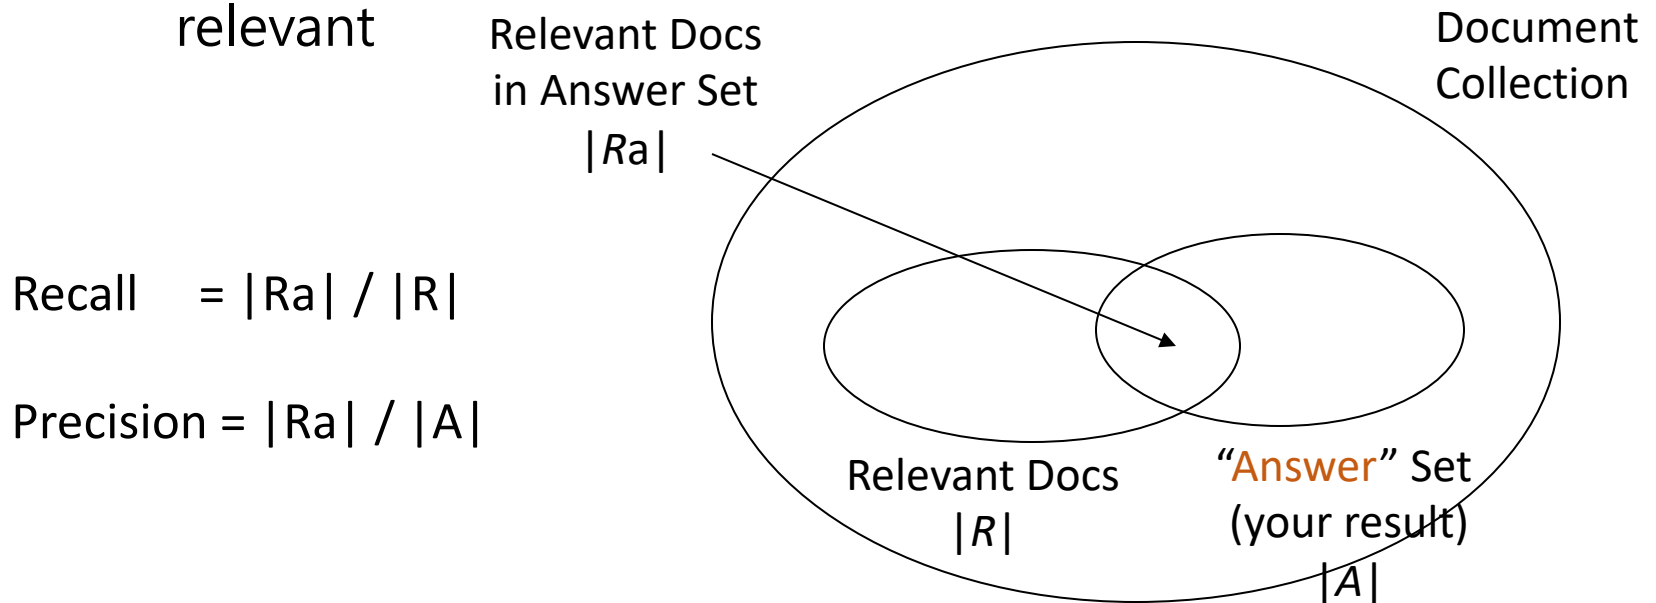 relevant
Relevant Docs
in Answer Set
|Ra|
Document
Collection
Recall = |Ra| / |R|
Precision = |Ra| / |A|
Relevant Docs
|R|
“Answer” Set
(your result)
|A|